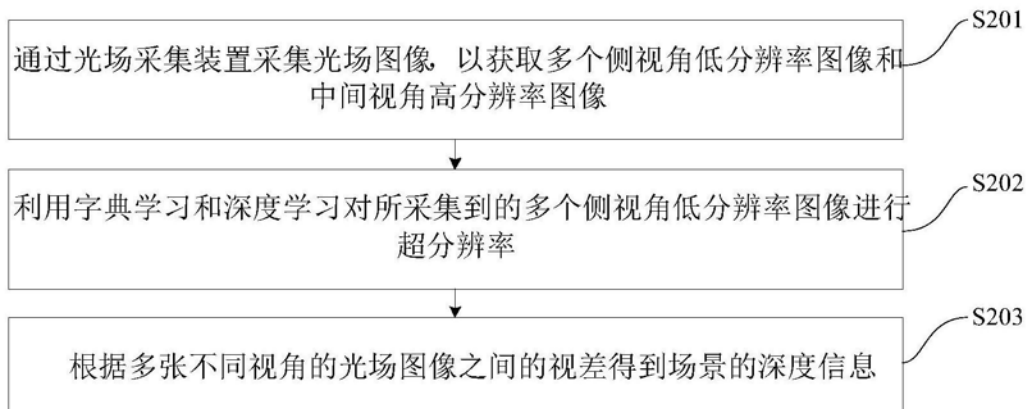 S201
通过光场采集装置采集光场图像, 以获取多个侧视角低分辨率图像和
中间视角高分辨率图像
S202
利用字典学习和深度学习对所采集到的多个侧视角低分辨率图像进行
超分辨率
S203
根据多张不同视角的光场图像之间的视差得到场景的深度信息